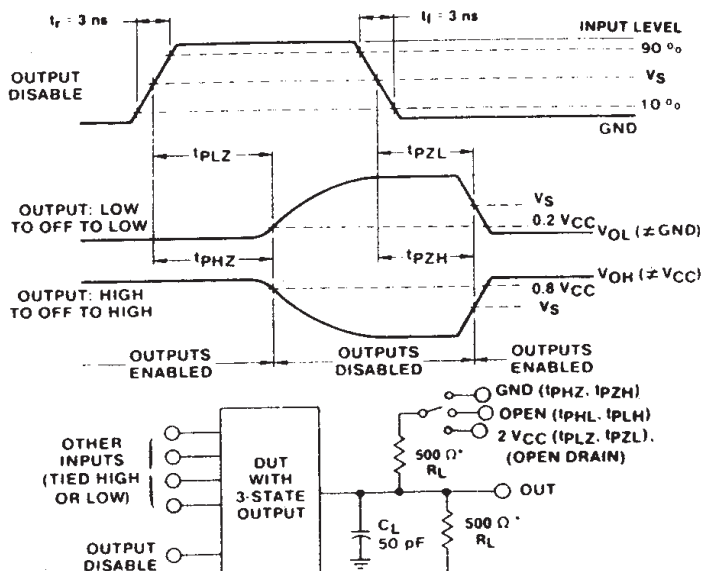 tr = 3 ns
tf = 3 ns
INPUT LEVEL
90 %
VS
10 %
GND
OUTPUT
DISABLE
tPLZ
tPZL
OUTPUT: LOW
TO OFF TO LOW
VS
0.2 VCC
VOL (≠ GND)
tPHZ
tPZH
OUTPUT: HIGH
TO OFF TO HIGH
VOH (≠ VCC)
0.8 VCC
VS
OUTPUTS
ENABLED
OUTPUTS
DISABLED
OUTPUTS
ENABLED
OTHER
INPUTS
(TIED HIGH
OR LOW)
OUTPUT
DISABLE
DUT
WITH
3-STATE
OUTPUT
GND (tPHZ, tPZH)
OPEN (tPHL, tPLH)
2 VCC (tPLZ, tPZL),
(OPEN DRAIN)
500 Ω*
RL
OUT
CL
50 pF
500 Ω*
RL